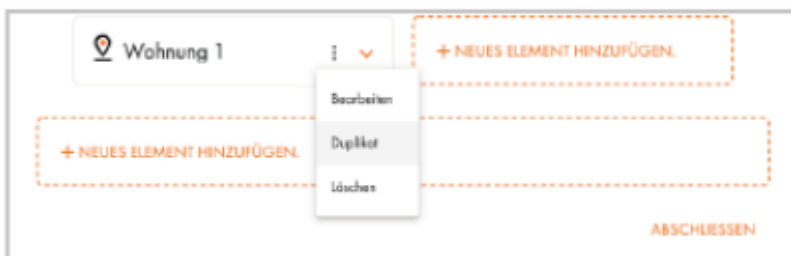 Wohnung 1
+ NEUES ELEMENT HINZUFÜGEN.
Bearbeiten
Duplikat
+ NEUES ELEMENT HINZUFÜGEN.
Löschen
ABSCHLIESSEN